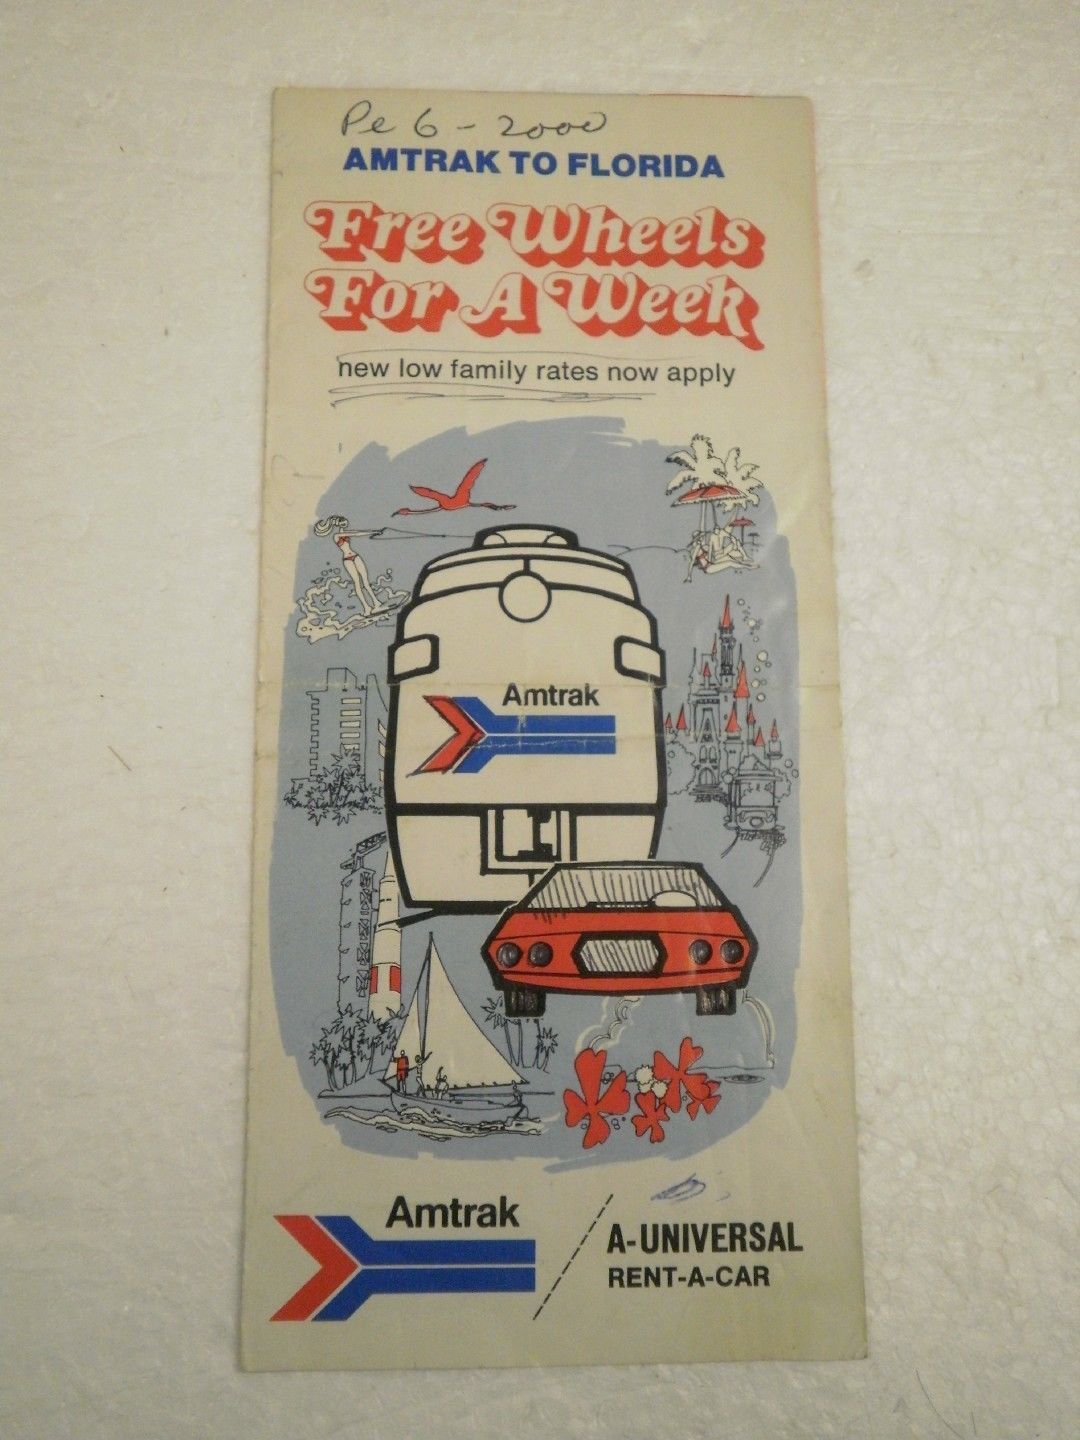 Pe 6 - 2000
AMTRAK TO FLORIDA
Free Wheels
For A Week
new low family rates now apply
Amtrak
Amtrak
A-UNIVERSAL
RENT-A-CAR